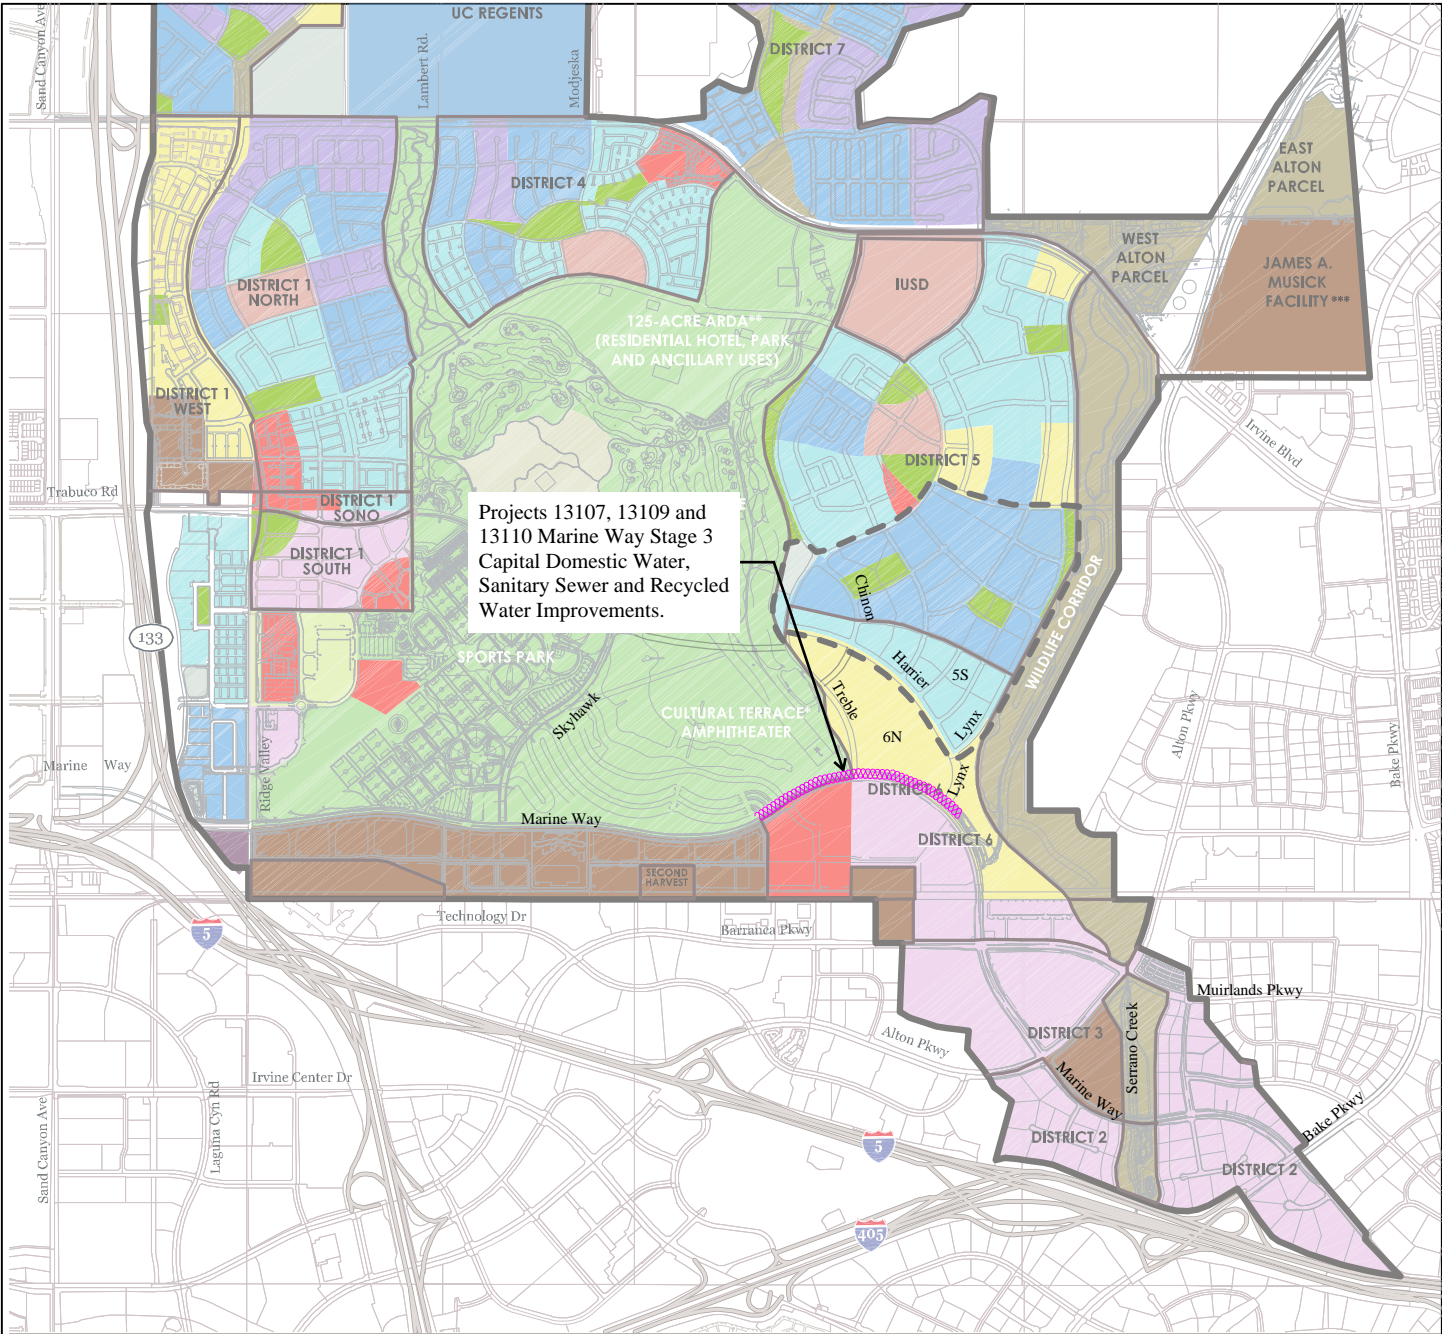 UC REGENTS
Sand Canyon Ave
Lambert Rd.
Modjeska
DISTRICT 7
EAST
ALTON
PARCEL
DISTRICT 4
WEST
ALTON
PARCEL
JAMES A.
MUSICK
FACILITY ***
DISTRICT 1
NORTH
IUSD
125-ACRE ARDA**
(RESIDENTIAL HOTEL, PARK
AND ANCILLARY USES)
DISTRICT 1
WEST
Irvine Blvd
DISTRICT 5
Trabuco Rd
DISTRICT 1
SONO
Projects 13107, 13109 and
13110 Marine Way Stage 3
Capital Domestic Water,
Sanitary Sewer and Recycled
Water Improvements.
DISTRICT 1
SOUTH
Chinon
WILDLIFE CORRIDOR
133
SPORTS PARK
Harrier
5S
Treble
Skyhawk
CULTURAL TERRACE*
AMPHITHEATER
Lynx
6N
Alton Pkwy
Bake Pkwy
Marine Way
Ridge Valley
Lynx
DISTRICT
Marine Way
DISTRICT 6
SECOND
HARVEST
Technology Dr
Barranca Pkwy
5
Muirlands Pkwy
Alton Pkwy
DISTRICT 3
Serrano Creek
Irvine Center Dr
Marine Way
Sand Canyon Ave
Laguna Cyn Rd
Bake Pkwy
5
DISTRICT 2
DISTRICT 2
405